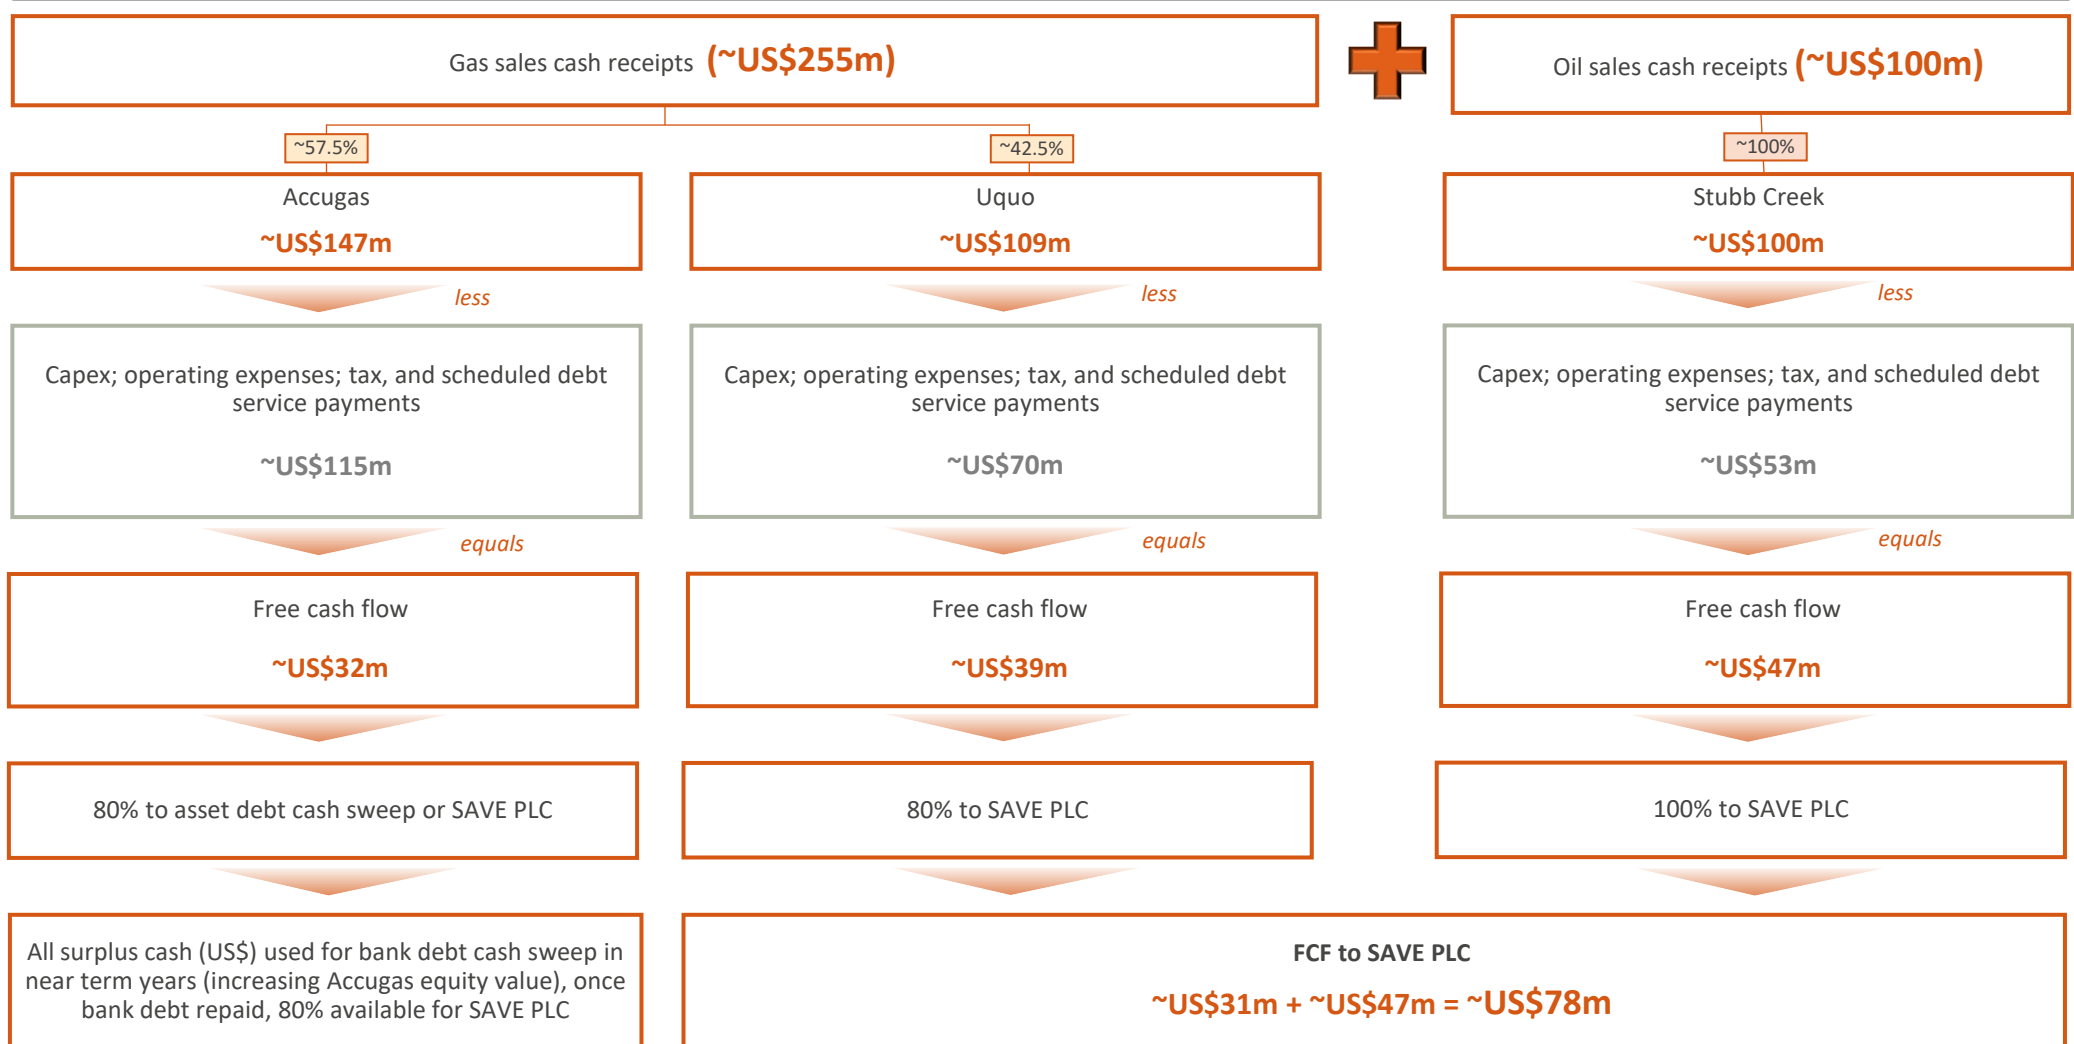 Gas sales cash receipts (~US$255m)
Oil sales cash receipts (~US$100m)
~57.5%
~42.5%
~100%
Accugas
~US$147m
Uquo
~US$109m
Stubb Creek
~US$100m
less
less
less
Capex; operating expenses; tax, and scheduled debt
service payments
~US$115m
Capex; operating expenses; tax, and scheduled debt
service payments
~US$70m
Capex; operating expenses; tax, and scheduled debt
service payments
~US$53m
equals
equals
equals
Free cash flow
~US$32m
Free cash flow
~US$39m
Free cash flow
~US$47m
80% to asset debt cash sweep or SAVE PLC
80% to SAVE PLC
100% to SAVE PLC
All surplus cash (US$) used for bank debt cash sweep in
near term years (increasing Accugas equity value), once
bank debt repaid, 80% available for SAVE PLC
FCF to SAVE PLC
~US$31m + ~US$47m = ~US$78m